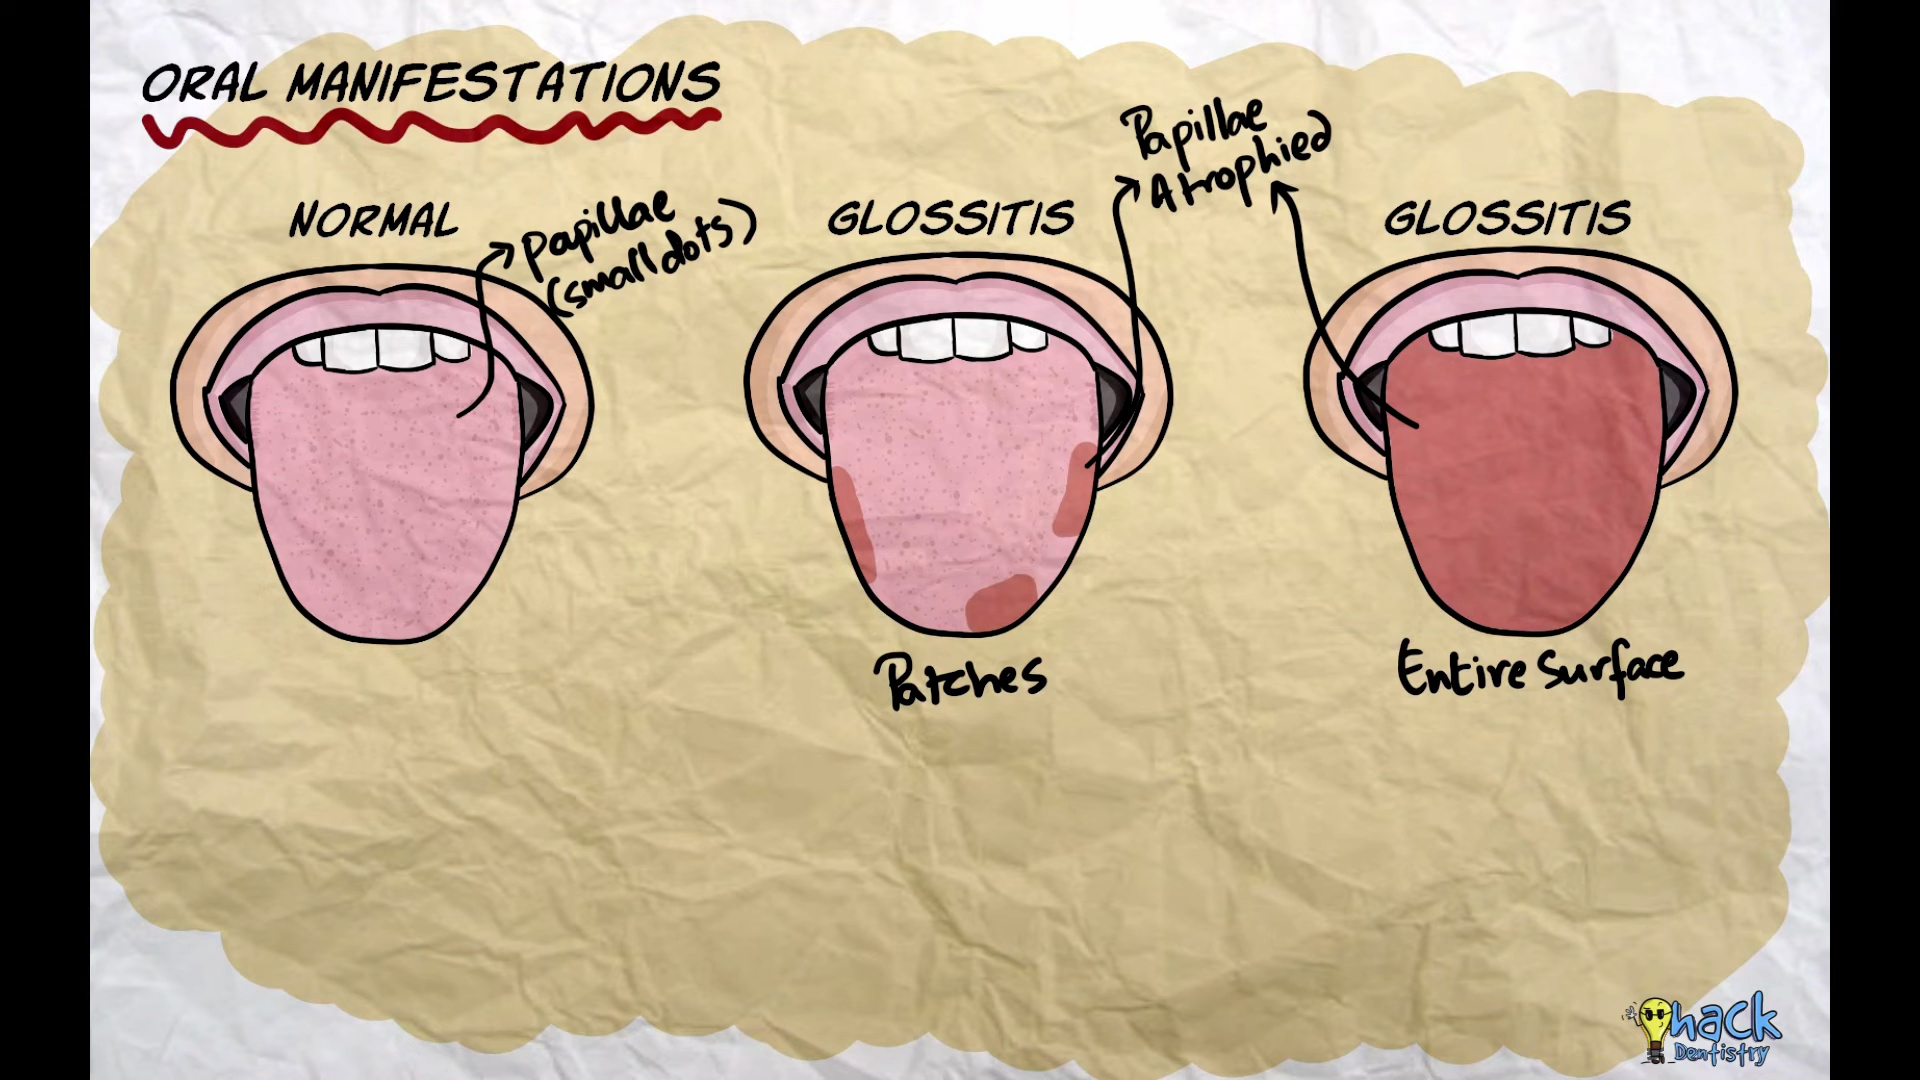 ORAL MANIFESTATIONS
NORMAL
papillae
(small dots)
GLOSSITIS
Papillae
Atrophied
GLOSSITIS
Patches
Entire Surface
hack
Dentistry